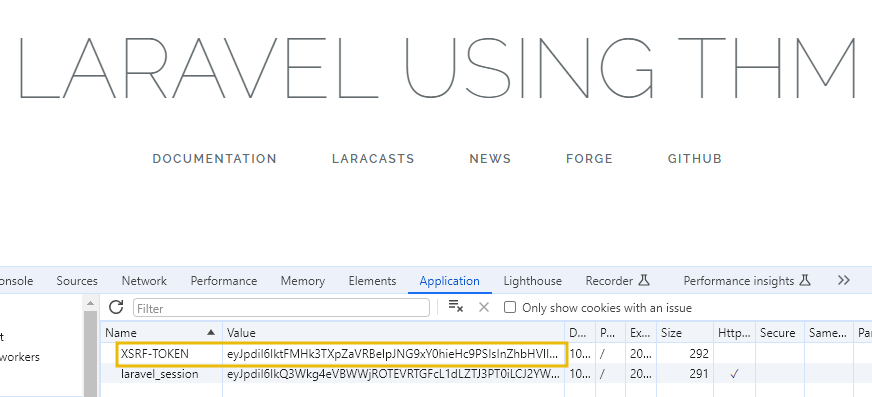 LARAVEL USING THM
DOCUMENTATION LARACASTS NEWS FORGE GITHUB
onsole Sources Network Performance Memory Elements Application Lighthouse Recorder Performance insights
Filter Only show cookies with an issue
Name Value D... P... Ex... Size Http... Secure Same... Par
t
XSRF-TOKEN eyJpdiI6IktFMHk3TXpZaVRBelpJNG9xY0hieHc9PSIsInZhbHVlI... 10... / 20... 292
workers
laravel_session eyJpdiI6IkQ3Wkg4eVBWWjROTEVRTGFcL1dLZTJ3PT0iLCJ2YW... 10... / 20... 291 ✓